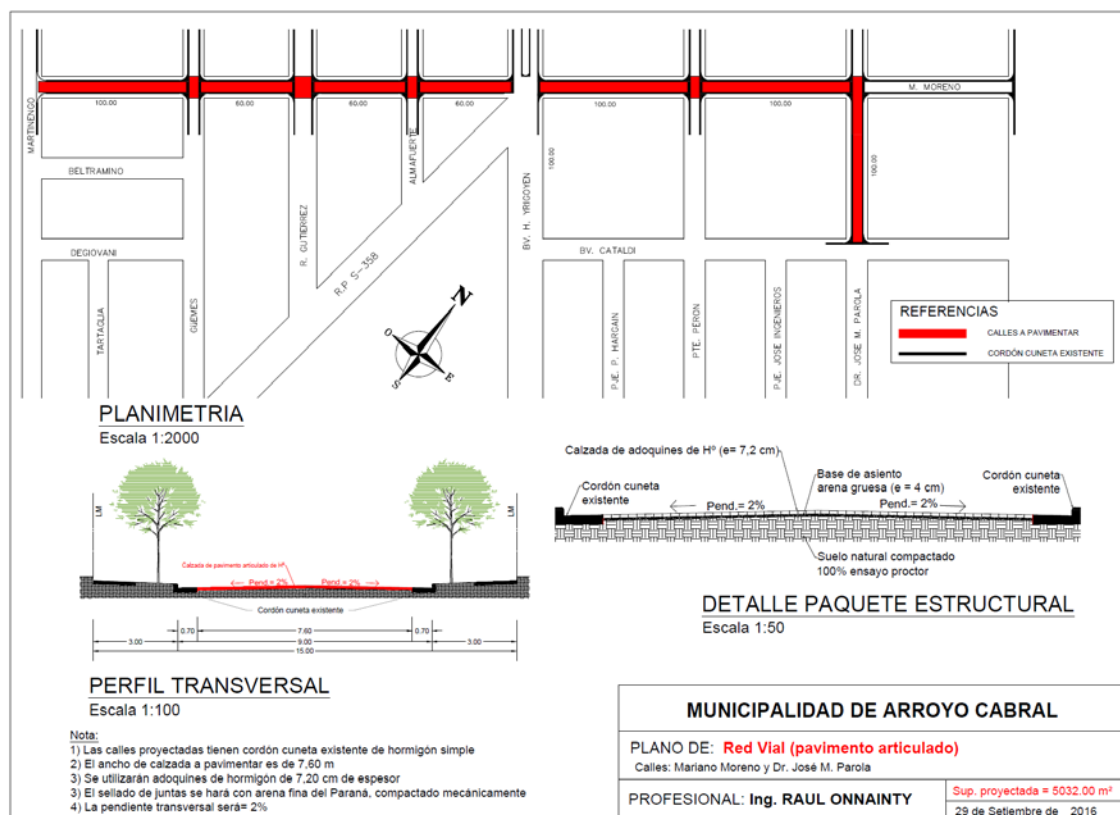 MARTINENGO
100.00
60.00
60.00
60.00
100.00
100.00
M. MORENO
BELTRAMINO
DEGIOVANI
TARTAGLIA
GÜEMES
R. GUTIERREZ
ALMAFUERTE
R.P S-358
BV. H. YRIGOYEN
100.00
100.00
BV. CATALDI
PJE. P. HARGAIN
PTE. PERON
PJE. JOSE INGENIEROS
DR. JOSE M. PAROLA
N
O
S
E
REFERENCIAS
CALLES A PAVIMENTAR
CORDÓN CUNETA EXISTENTE
PLANIMETRIA
Escala 1:2000
LM
LM
Calzada de pavimento articulado de Hº
Pend.= 2%
Pend.= 2%
Cordón cuneta existente
0.70
7.60
0.70
3.00
9.00
3.00
15.00
PERFIL TRANSVERSAL
Escala 1:100
Calzada de adoquines de Hº (e= 7,2 cm)
Cordón cuneta
existente
Base de asiento
arena gruesa (e = 4 cm)
Cordón cuneta
existente
Pend.= 2%
Pend.= 2%
Suelo natural compactado
100% ensayo proctor
DETALLE PAQUETE ESTRUCTURAL
Escala 1:50
Nota:
1) Las calles proyectadas tienen cordón cuneta existente de hormigón simple
2) El ancho de calzada a pavimentar es de 7,60 m
3) Se utilizarán adoquines de hormigón de 7,20 cm de espesor
3) El sellado de juntas se hará con arena fina del Paraná, compactado mecánicamente
4) La pendiente transversal será= 2%
MUNICIPALIDAD DE ARROYO CABRAL
PLANO DE: Red Vial (pavimento articulado)
Calles: Mariano Moreno y Dr. José M. Parola
PROFESIONAL: Ing. RAUL ONNAINTY
Sup. proyectada = 5032.00 m²
29 de Setiembre de 2016